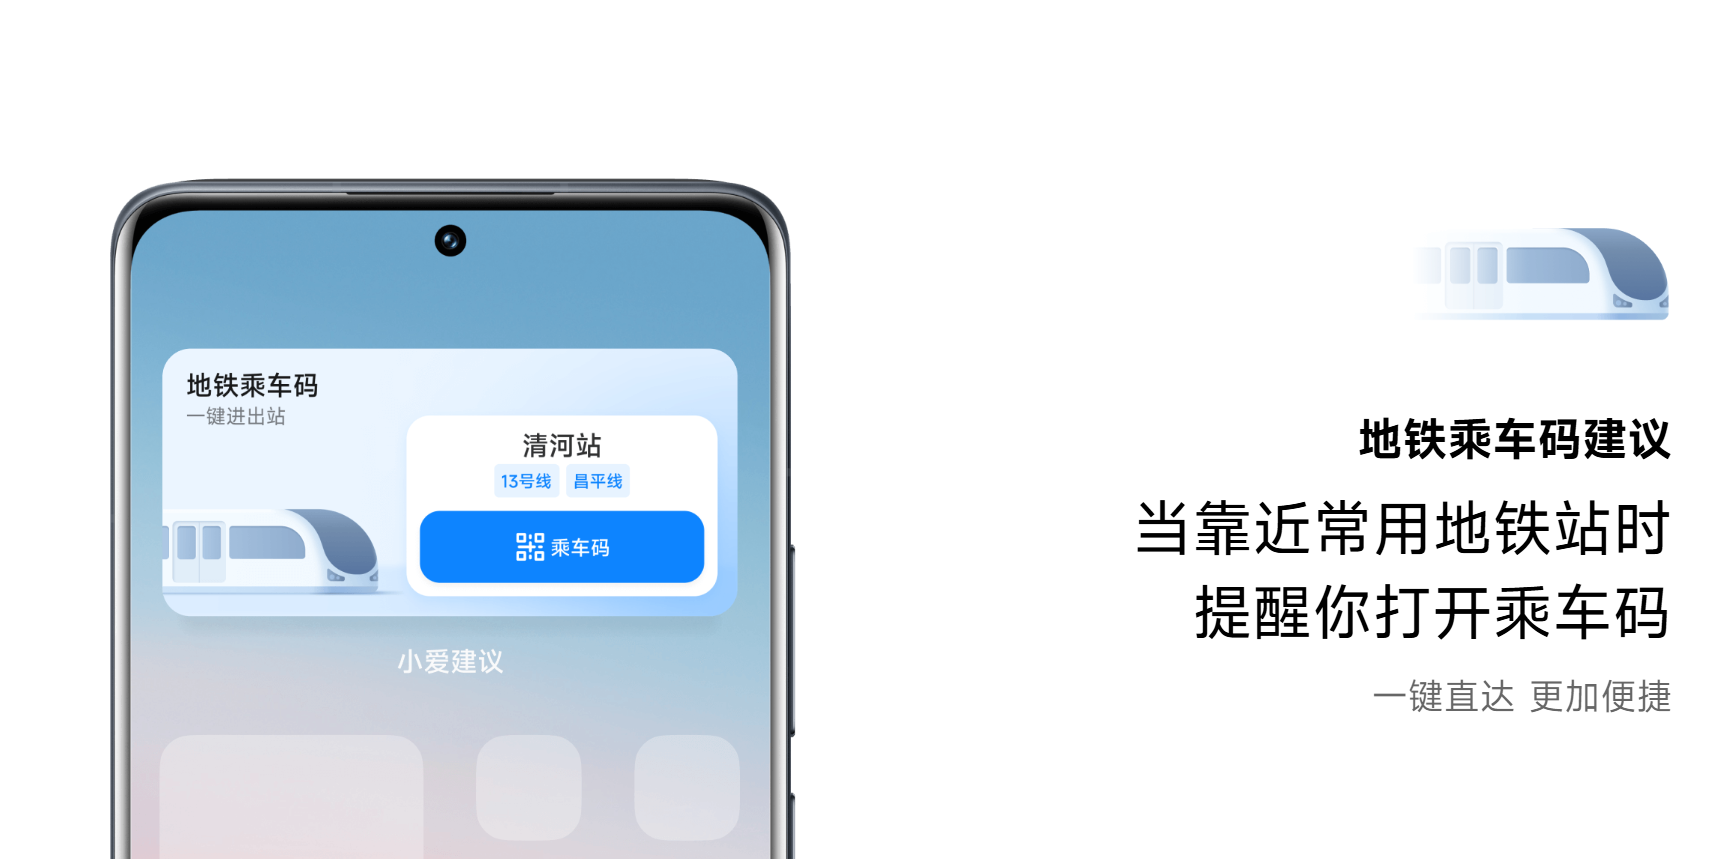 地铁乘车码
一键进出站
清河站
13号线 昌平线
乘车码
小爱建议
地铁乘车码建议
当靠近常用地铁站时
提醒你打开乘车码
一键直达 更加便捷